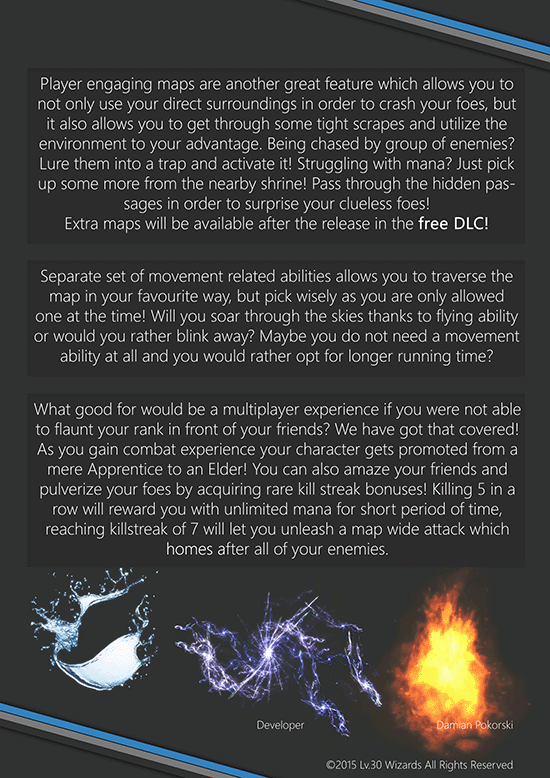 Player engaging maps are another great feature which allows you to
not only use your direct surroundings in order to crash your foes, but
it also allows you to get through some tight scrapes and utilize the
environment to your advantage. Being chased by group of enemies?
Lure them into a trap and activate it! Struggling with mana? Just pick
up some more from the nearby shrine! Pass through the hidden pas-
sages in order to surprise your clueless foes!
Extra maps will be available after the release in the free DLC!
Separate set of movement related abilities allows you to traverse the
map in your favourite way, but pick wisely as you are only allowed
one at the time! Will you soar through the skies thanks to flying ability
or would you rather blink away? Maybe you do not need a movement
ability at all and you would rather opt for longer running time?
What good for would be a multiplayer experience if you were not able
to flaunt your rank in front of your friends? We have got that covered!
As you gain combat experience your character gets promoted from a
mere Apprentice to an Elder! You can also amaze your friends and
pulverize your foes by acquiring rare kill streak bonuses! Killing 5 in a
row will reward you with unlimited mana for short period of time,
reaching killstreak of 7 will let you unleash a map wide attack which
homes after all of your enemies.
Developer Damian Pokorski
©2015 Lv.30 Wizards All Rights Reserved